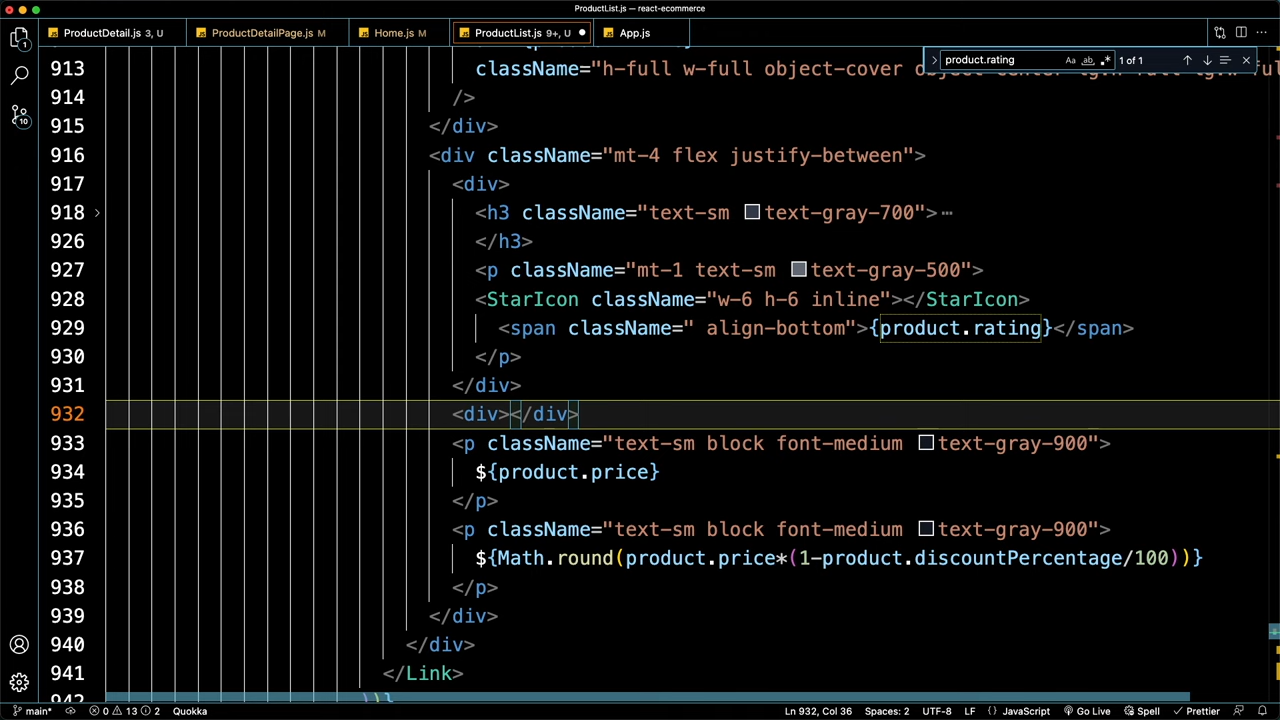 ProductList.js — react-ecommerce
ProductDetail.js 3, U
ProductDetailPage.js M
Home.js M
ProductList.js 9+, U
App.js
product.rating
Aa
ab
1 of 1
913 className="h-full w-full object-cover
914 />
915 </div>
916 <div className="mt-4 flex justify-between">
917 <div>
918 <h3 className="text-sm text-gray-700">⋯
926 </h3>
927 <p className="mt-1 text-sm text-gray-500">
928 <StarIcon className="w-6 h-6 inline"></StarIcon>
929 <span className=" align-bottom">{product.rating}</span>
930 </p>
931 </div>
932 <div></div>
933 <p className="text-sm block font-medium text-gray-900">
934 ${product.price}
935 </p>
936 <p className="text-sm block font-medium text-gray-900">
937 ${Math.round(product.price*(1-product.discountPercentage/100))}
938 </p>
939 </div>
940 </div>
941 </Link>
942 ))}
1
10
main* 0 13 2 Quokka Ln 932, Col 36 Spaces: 2 UTF-8 LF {} JavaScript Go Live Spell Prettier